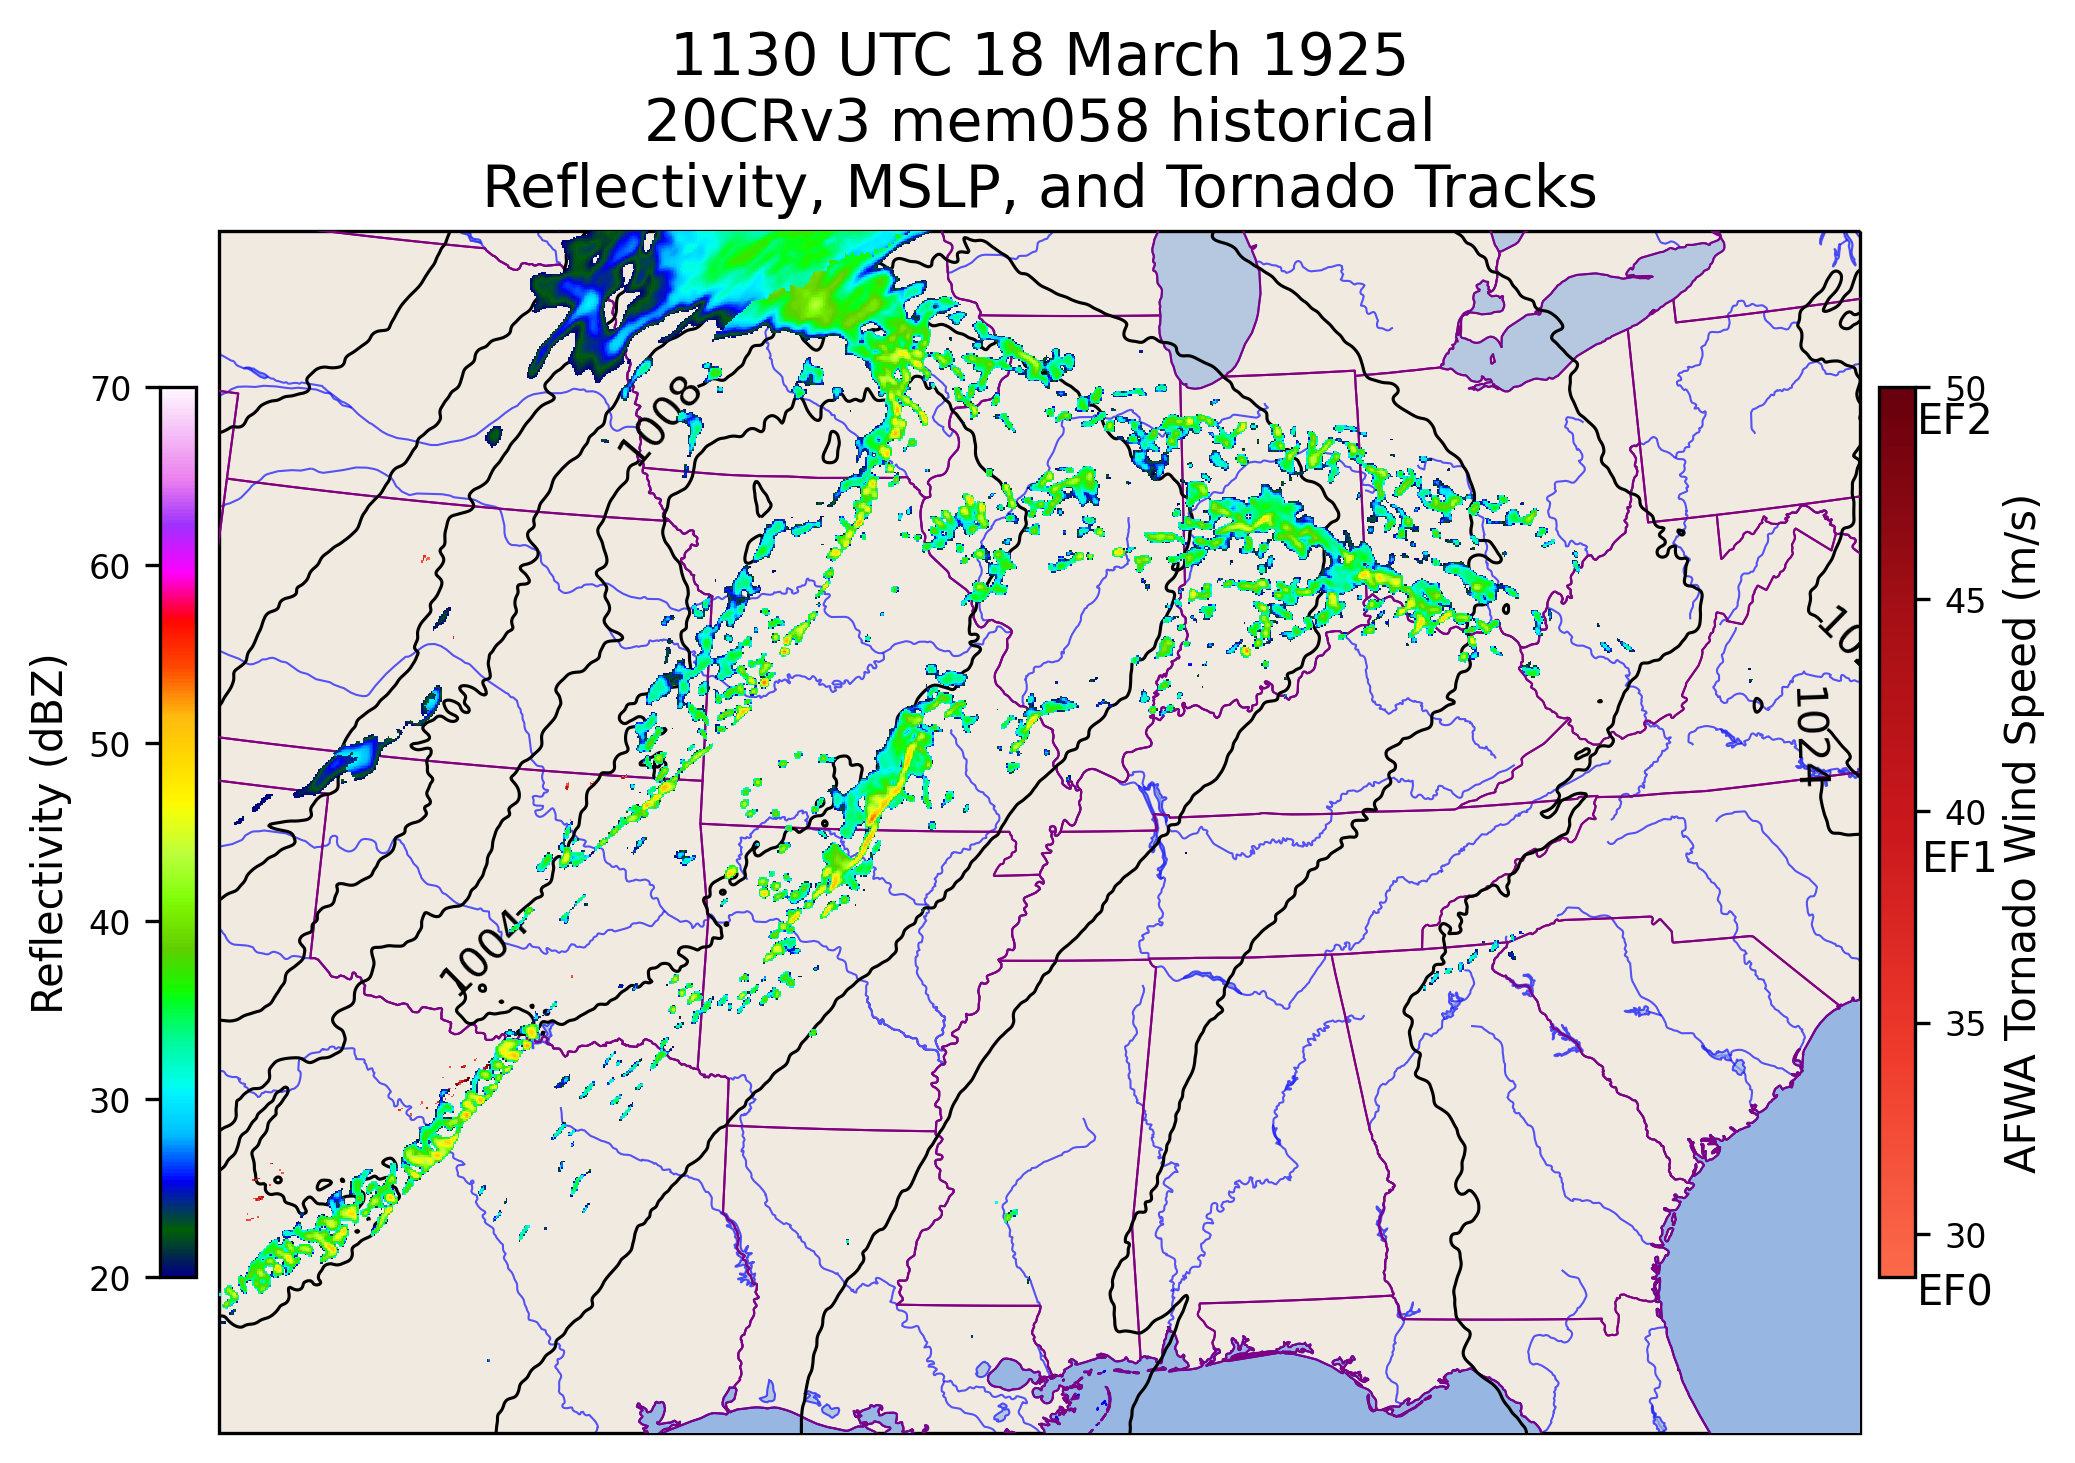 1130 UTC 18 March 1925
20CRv3 mem058 historical
Reflectivity, MSLP, and Tornado Tracks
Reflectivity (dBZ)
70
60
50
40
30
20
1008
1004
1024
50
EF2
45
40
EF1
35
30
EF0
AFWA Tornado Wind Speed (m/s)